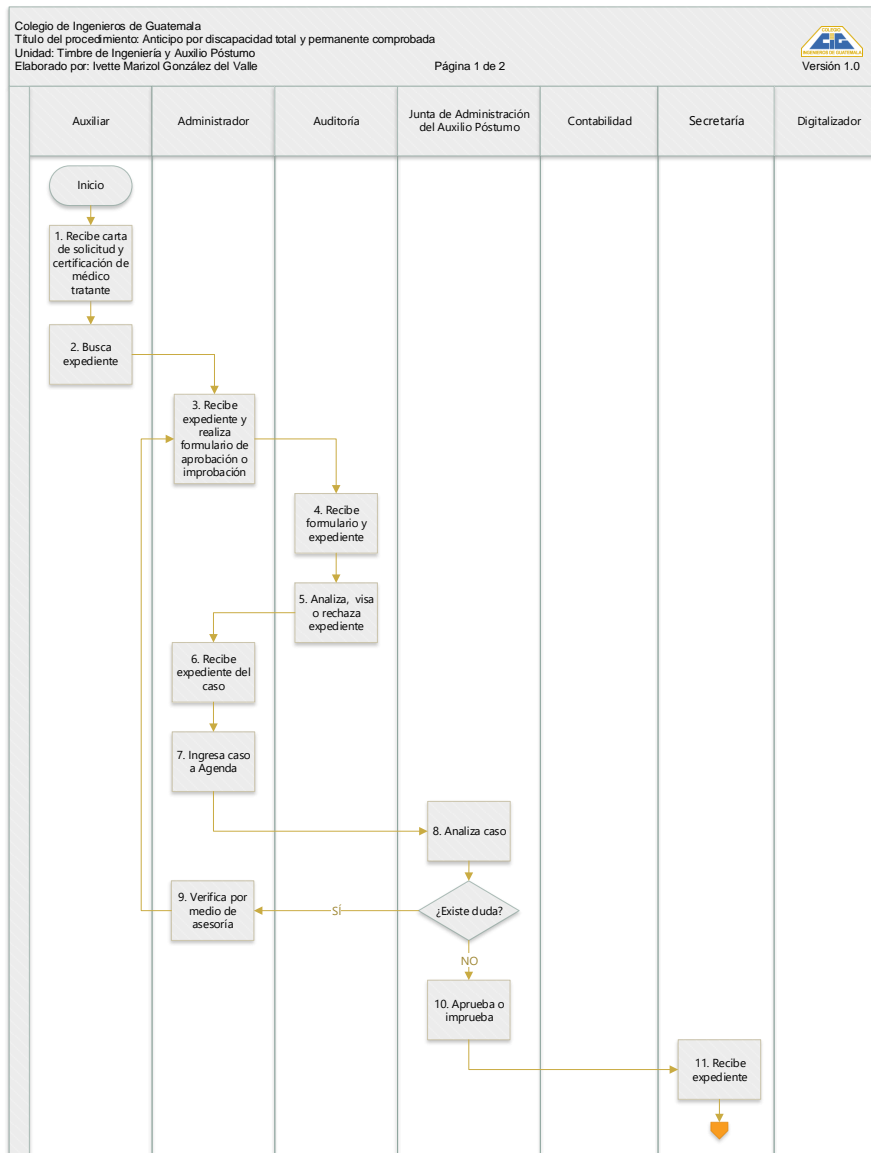 Colegio de Ingenieros de Guatemala
Título del procedimiento: Anticipo por discapacidad total y permanente comprobada
Unidad: Timbre de Ingeniería y Auxilio Póstumo
Elaborado por: Ivette Marizol González del Valle
Página 1 de 2
COLEGIO
CIG
INGENIEROS DE GUATEMALA
Versión 1.0
Auxiliar
Administrador
Auditoría
Junta de Administración
del Auxilio Póstumo
Contabilidad
Secretaría
Digitalizador
Inicio
1. Recibe carta
de solicitud y
certificación de
médico
tratante
2. Busca
expediente
3. Recibe
expediente y
realiza
formulario de
aprobación o
improbación
4. Recibe
formulario y
expediente
5. Analiza, visa
o rechaza
expediente
6. Recibe
expediente del
caso
7. Ingresa caso
a Agenda
8. Analiza caso
¿Existe duda?
SÍ
9. Verifica por
medio de
asesoría
NO
10. Aprueba o
imprueba
11. Recibe
expediente